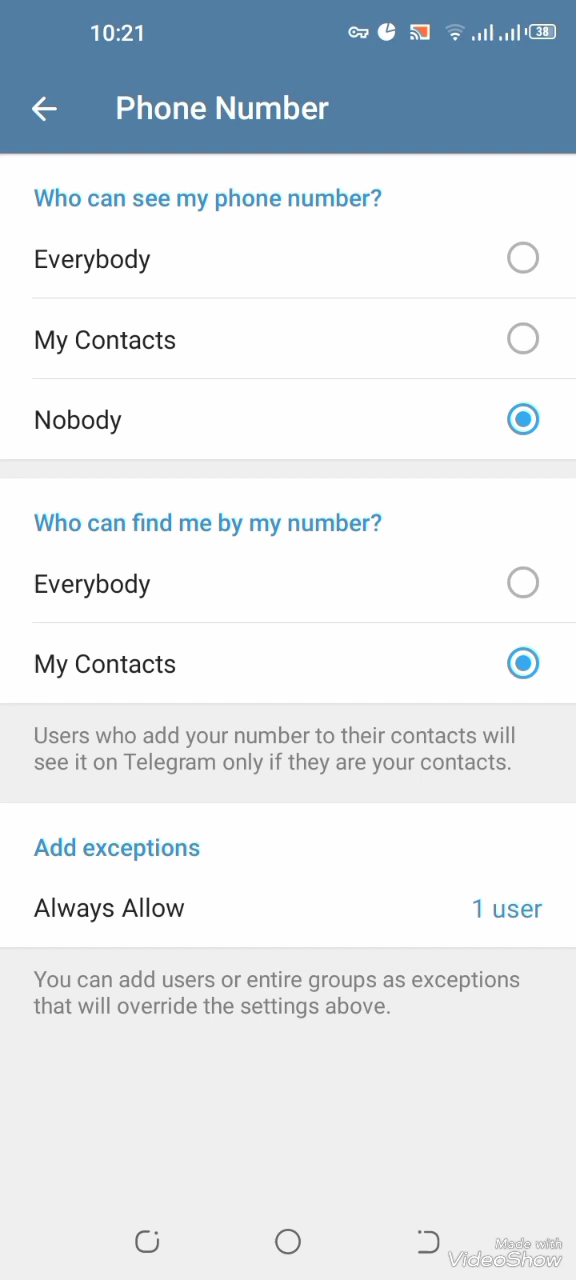 10:21
38
Phone Number
Who can see my phone number?
Everybody
My Contacts
Nobody
Who can find me by my number?
Everybody
My Contacts
Users who add your number to their contacts will
see it on Telegram only if they are your contacts.
Add exceptions
Always Allow 1 user
You can add users or entire groups as exceptions
that will override the settings above.
Made with
VideoShow